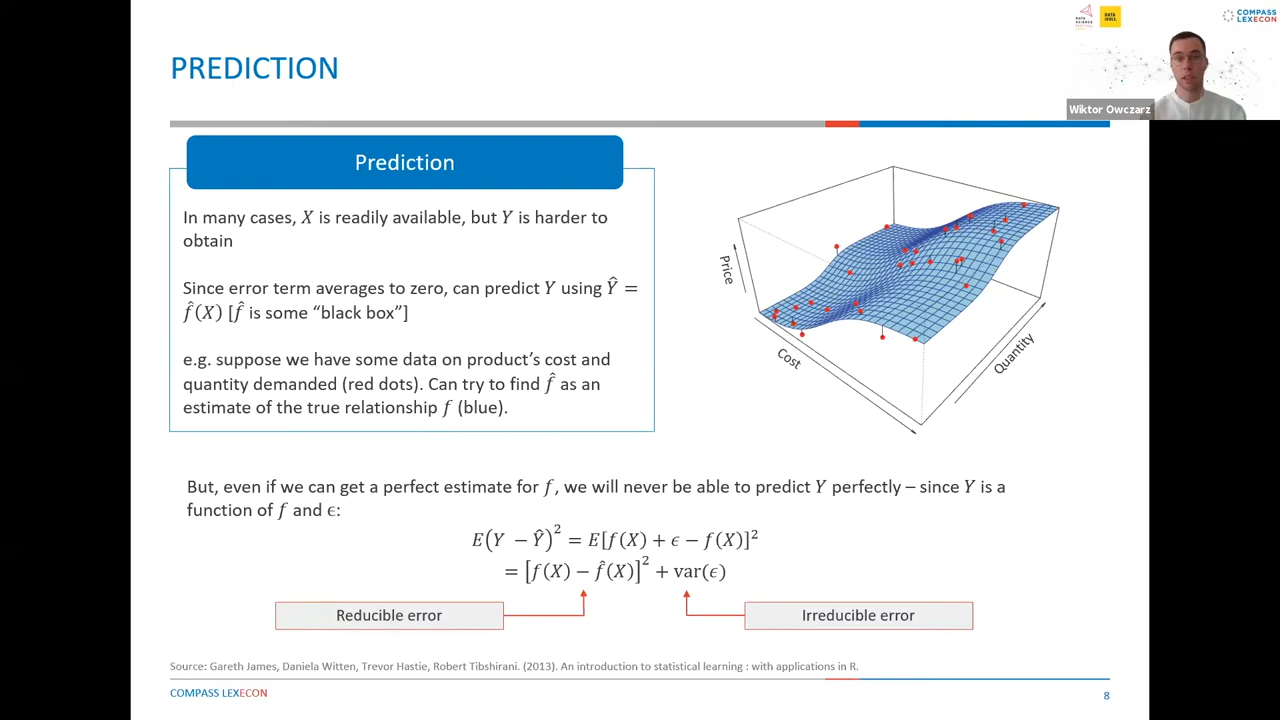 DATA SCIENCE FESTIVAL
DATA IDOLS
COMPASS
LEXECON
Wiktor Owczarz
PREDICTION
Prediction
In many cases, X is readily available, but Y is harder to
obtain
Since error term averages to zero, can predict Y using Ŷ =
f̂(X) [f̂ is some “black box”]
e.g. suppose we have some data on product’s cost and
quantity demanded (red dots). Can try to find f̂ as an
estimate of the true relationship f (blue).
Price
Cost
Quantity
But, even if we can get a perfect estimate for f, we will never be able to predict Y perfectly – since Y is a
function of f and ϵ:
E(Y − Ŷ)² = E[f(X) + ϵ − f(X)]²
= [f(X) − f̂(X)]² + var(ϵ)
Reducible error
Irreducible error
Source: Gareth James, Daniela Witten, Trevor Hastie, Robert Tibshirani. (2013). An introduction to statistical learning : with applications in R.
COMPASS LEXECON
8